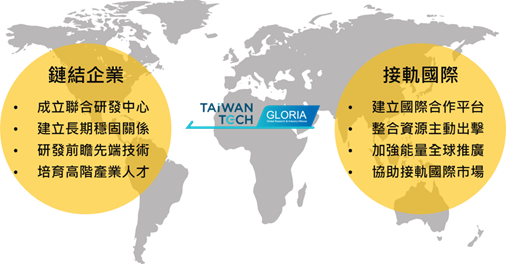 鏈結企業
• 成立聯合研發中心
• 建立長期穩固關係
• 研發前瞻先端技術
• 培育高階產業人才
TAIWAN
TECH
GLORIA
接軌國際
• 建立國際合作平台
• 整合資源主動出擊
• 加強能量全球推廣
• 協助接軌國際市場